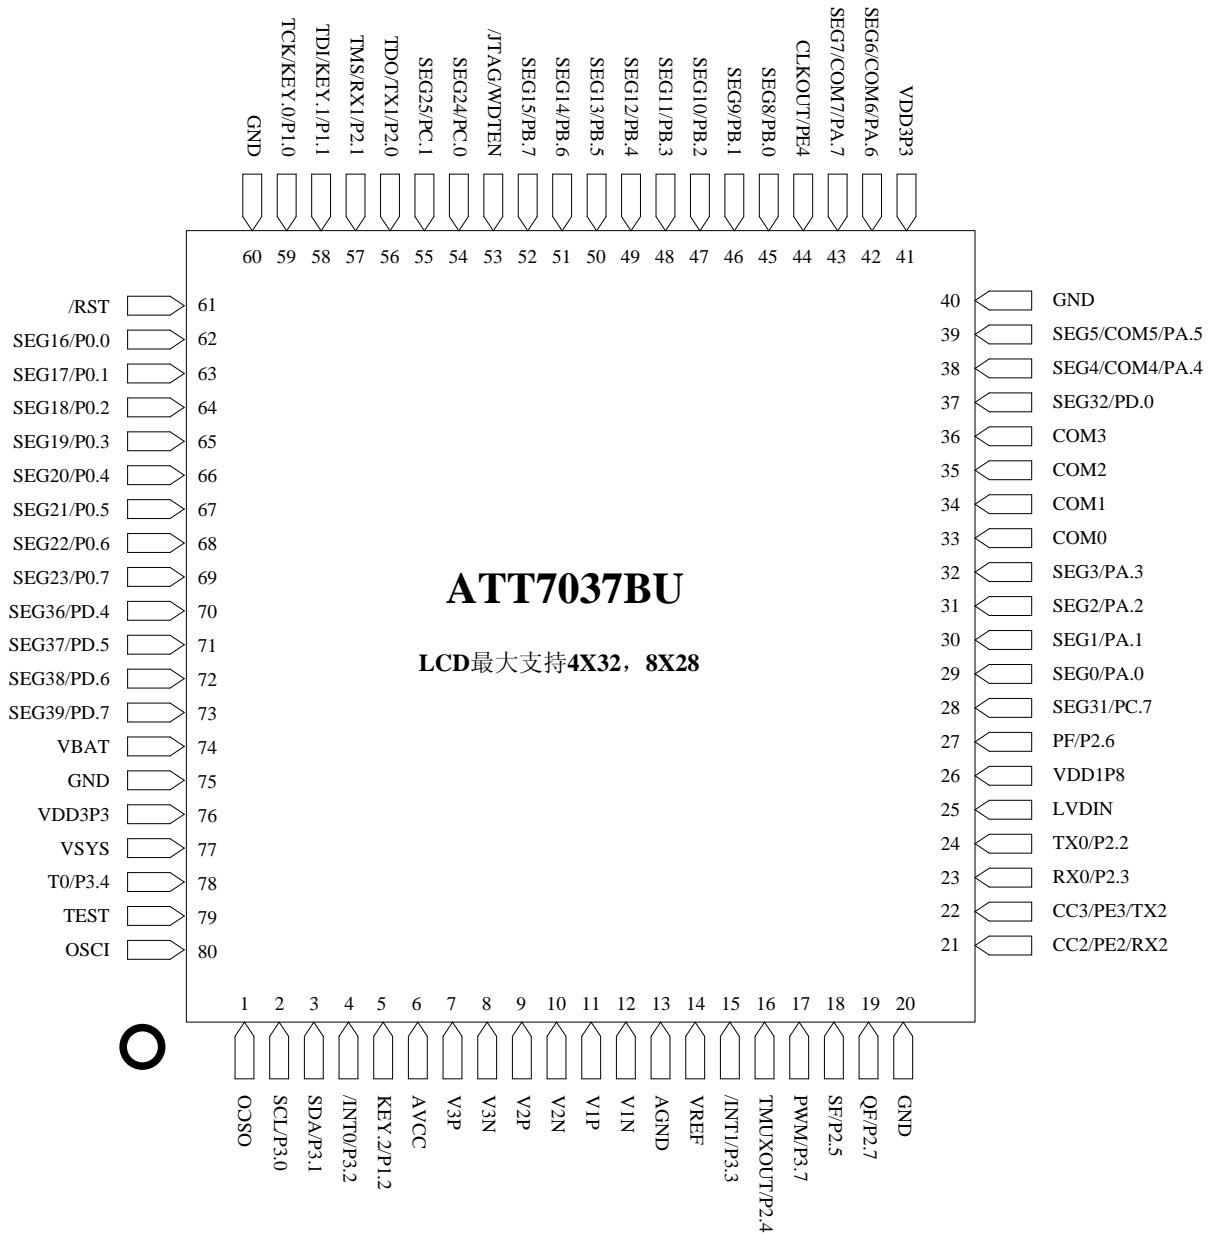 GND
TCK/KEY.0/P1.0
TDI/KEY.1/P1.1
TMS/RX1/P2.1
TDO/TX1/P2.0
SEG25/PC.1
SEG24/PC.0
/JTAG/WDTEN
SEG15/PB.7
SEG14/PB.6
SEG13/PB.5
SEG12/PB.4
SEG11/PB.3
SEG10/PB.2
SEG9/PB.1
SEG8/PB.0
CLKOUT/PE4
SEG7/COM7/PA.7
SEG6/COM6/PA.6
VDD3P3
60 59 58 57 56 55 54 53 52 51 50 49 48 47 46 45 44 43 42 41
/RST 61
SEG16/P0.0 62
SEG17/P0.1 63
SEG18/P0.2 64
SEG19/P0.3 65
SEG20/P0.4 66
SEG21/P0.5 67
SEG22/P0.6 68
SEG23/P0.7 69
SEG36/PD.4 70
SEG37/PD.5 71
SEG38/PD.6 72
SEG39/PD.7 73
VBAT 74
GND 75
VDD3P3 76
VSYS 77
T0/P3.4 78
TEST 79
OSCI 80
ATT7037BU
LCD最大支持4X32，8X28
40 GND
39 SEG5/COM5/PA.5
38 SEG4/COM4/PA.4
37 SEG32/PD.0
36 COM3
35 COM2
34 COM1
33 COM0
32 SEG3/PA.3
31 SEG2/PA.2
30 SEG1/PA.1
29 SEG0/PA.0
28 SEG31/PC.7
27 PF/P2.6
26 VDD1P8
25 LVDIN
24 TX0/P2.2
23 RX0/P2.3
22 CC3/PE3/TX2
21 CC2/PE2/RX2
1 2 3 4 5 6 7 8 9 10 11 12 13 14 15 16 17 18 19 20
OSCO
SCL/P3.0
SDA/P3.1
/INT0/P3.2
KEY.2/P1.2
AVCC
V3P
V3N
V2P
V2N
V1P
V1N
AGND
VREF
/INT1/P3.3
TMUXOUT/P2.4
PWM/P3.7
SF/P2.5
QF/P2.7
GND